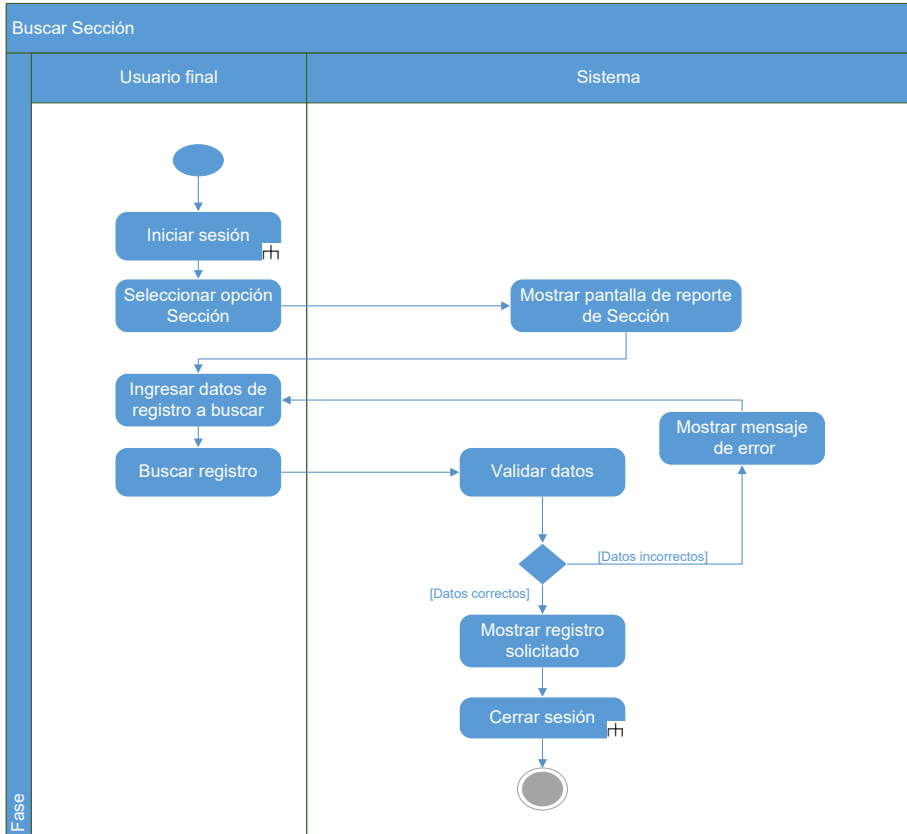 Buscar Sección
Usuario final
Sistema
Iniciar sesión
Seleccionar opción
Sección
Mostrar pantalla de reporte
de Sección
Ingresar datos de
registro a buscar
Mostrar mensaje
de error
Buscar registro
Validar datos
[Datos incorrectos]
[Datos correctos]
Mostrar registro
solicitado
Cerrar sesión
Fase